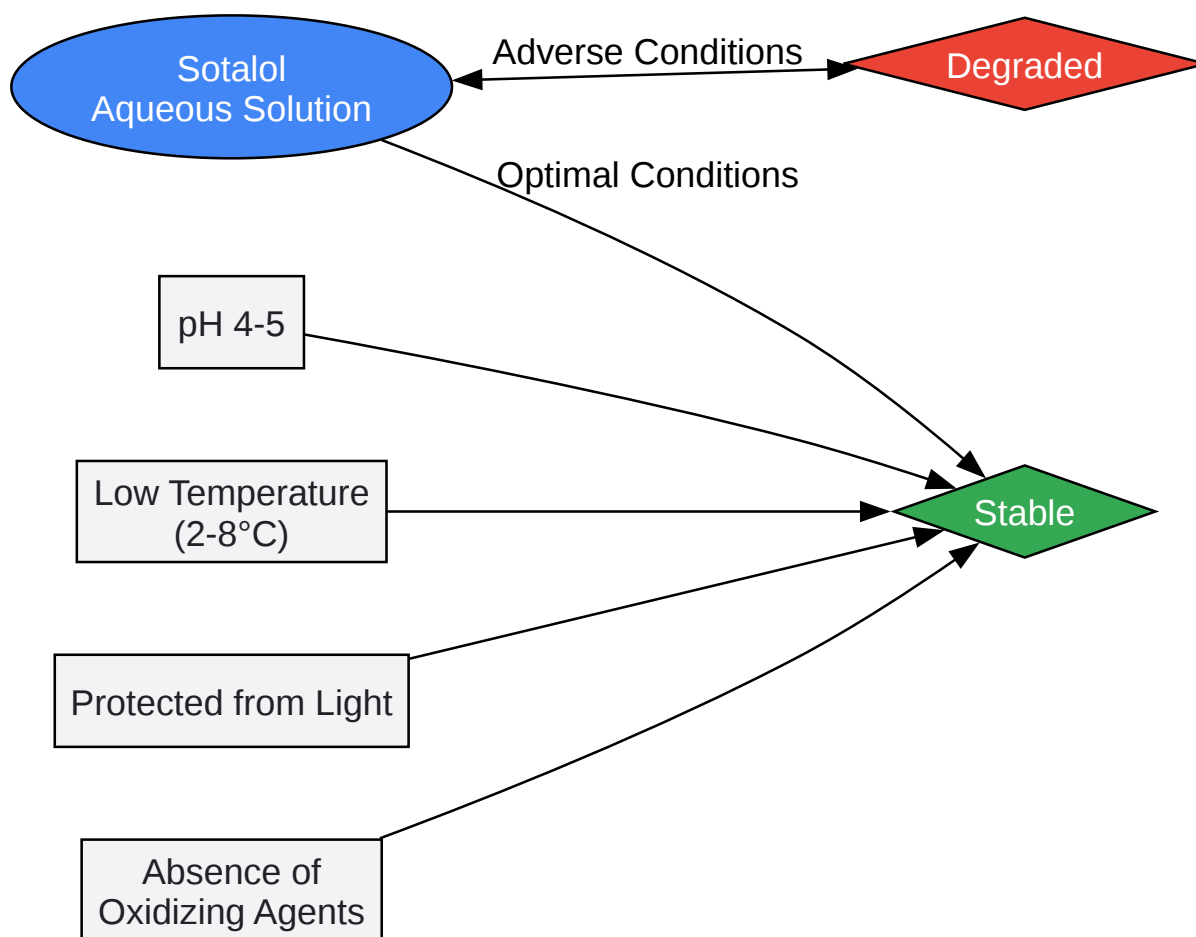 Sotalol
Aqueous Solution
Adverse Conditions
Degraded
Optimal Conditions
pH 4-5
Low Temperature
(2-8°C)
Stable
Protected from Light
Absence of
Oxidizing Agents